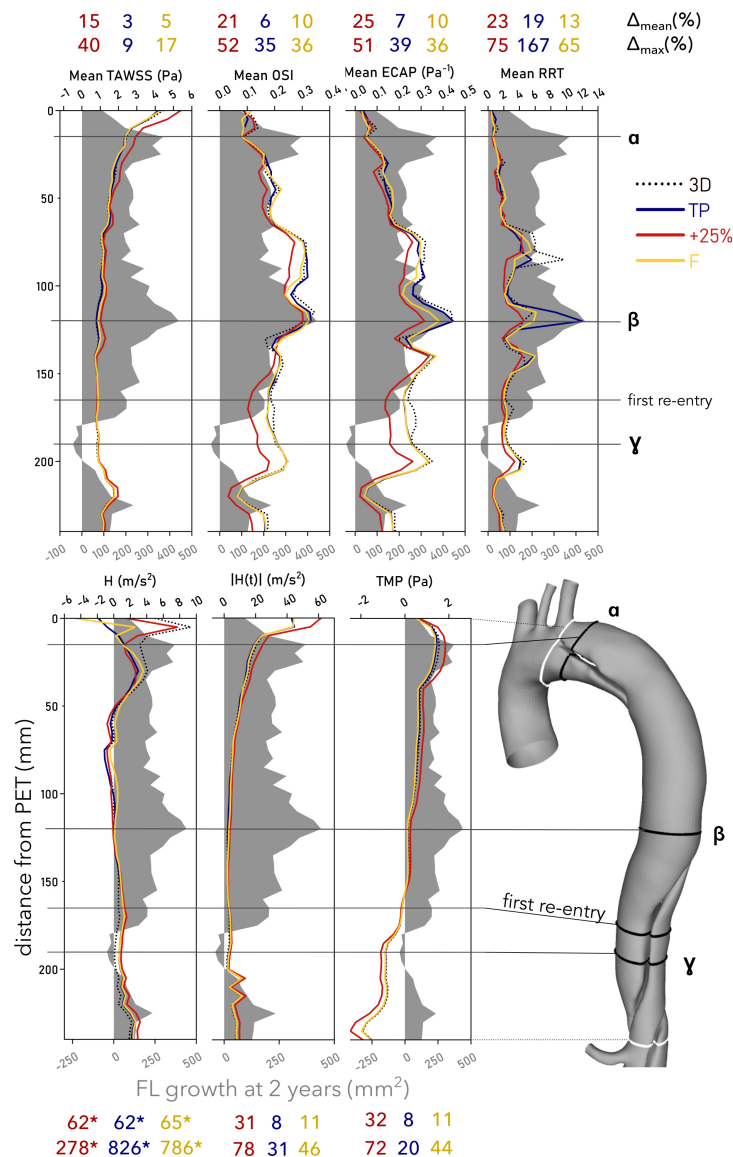 15 3 5 21 6 10 25 7 10 23 19 13 Δmean(%)
40 9 17 52 35 36 51 39 36 75 167 65 Δmax(%)
Mean TAWSS (Pa) Mean OSI Mean ECAP (Pa⁻¹) Mean RRT
-1 0 1 2 3 4 5 6 0.0 0.1 0.2 0.3 0.4 0.0 0.1 0.2 0.3 0.4 0.5 0 2 4 6 8 10 12 14
0
α
50
3D
TP
+25%
F
100
β
150
first re-entry
Ɣ
200
-100 0 100 200 300 400 500 0 100 200 300 400 500 0 100 200 300 400 500 0 100 200 300 400 500
H (m/s²) |H(t)| (m/s²) TMP (Pa)
-6 -4 -2 0 2 4 6 8 10 0 20 40 60 -2 0 2
0
α
50
distance from PET (mm)
100
β
150
first re-entry
Ɣ
200
-250 0 250 500 0 250 500 -250 0 250 500
FL growth at 2 years (mm²)
62* 62* 65* 31 8 11 32 8 11
278* 826* 786* 78 31 46 72 20 44